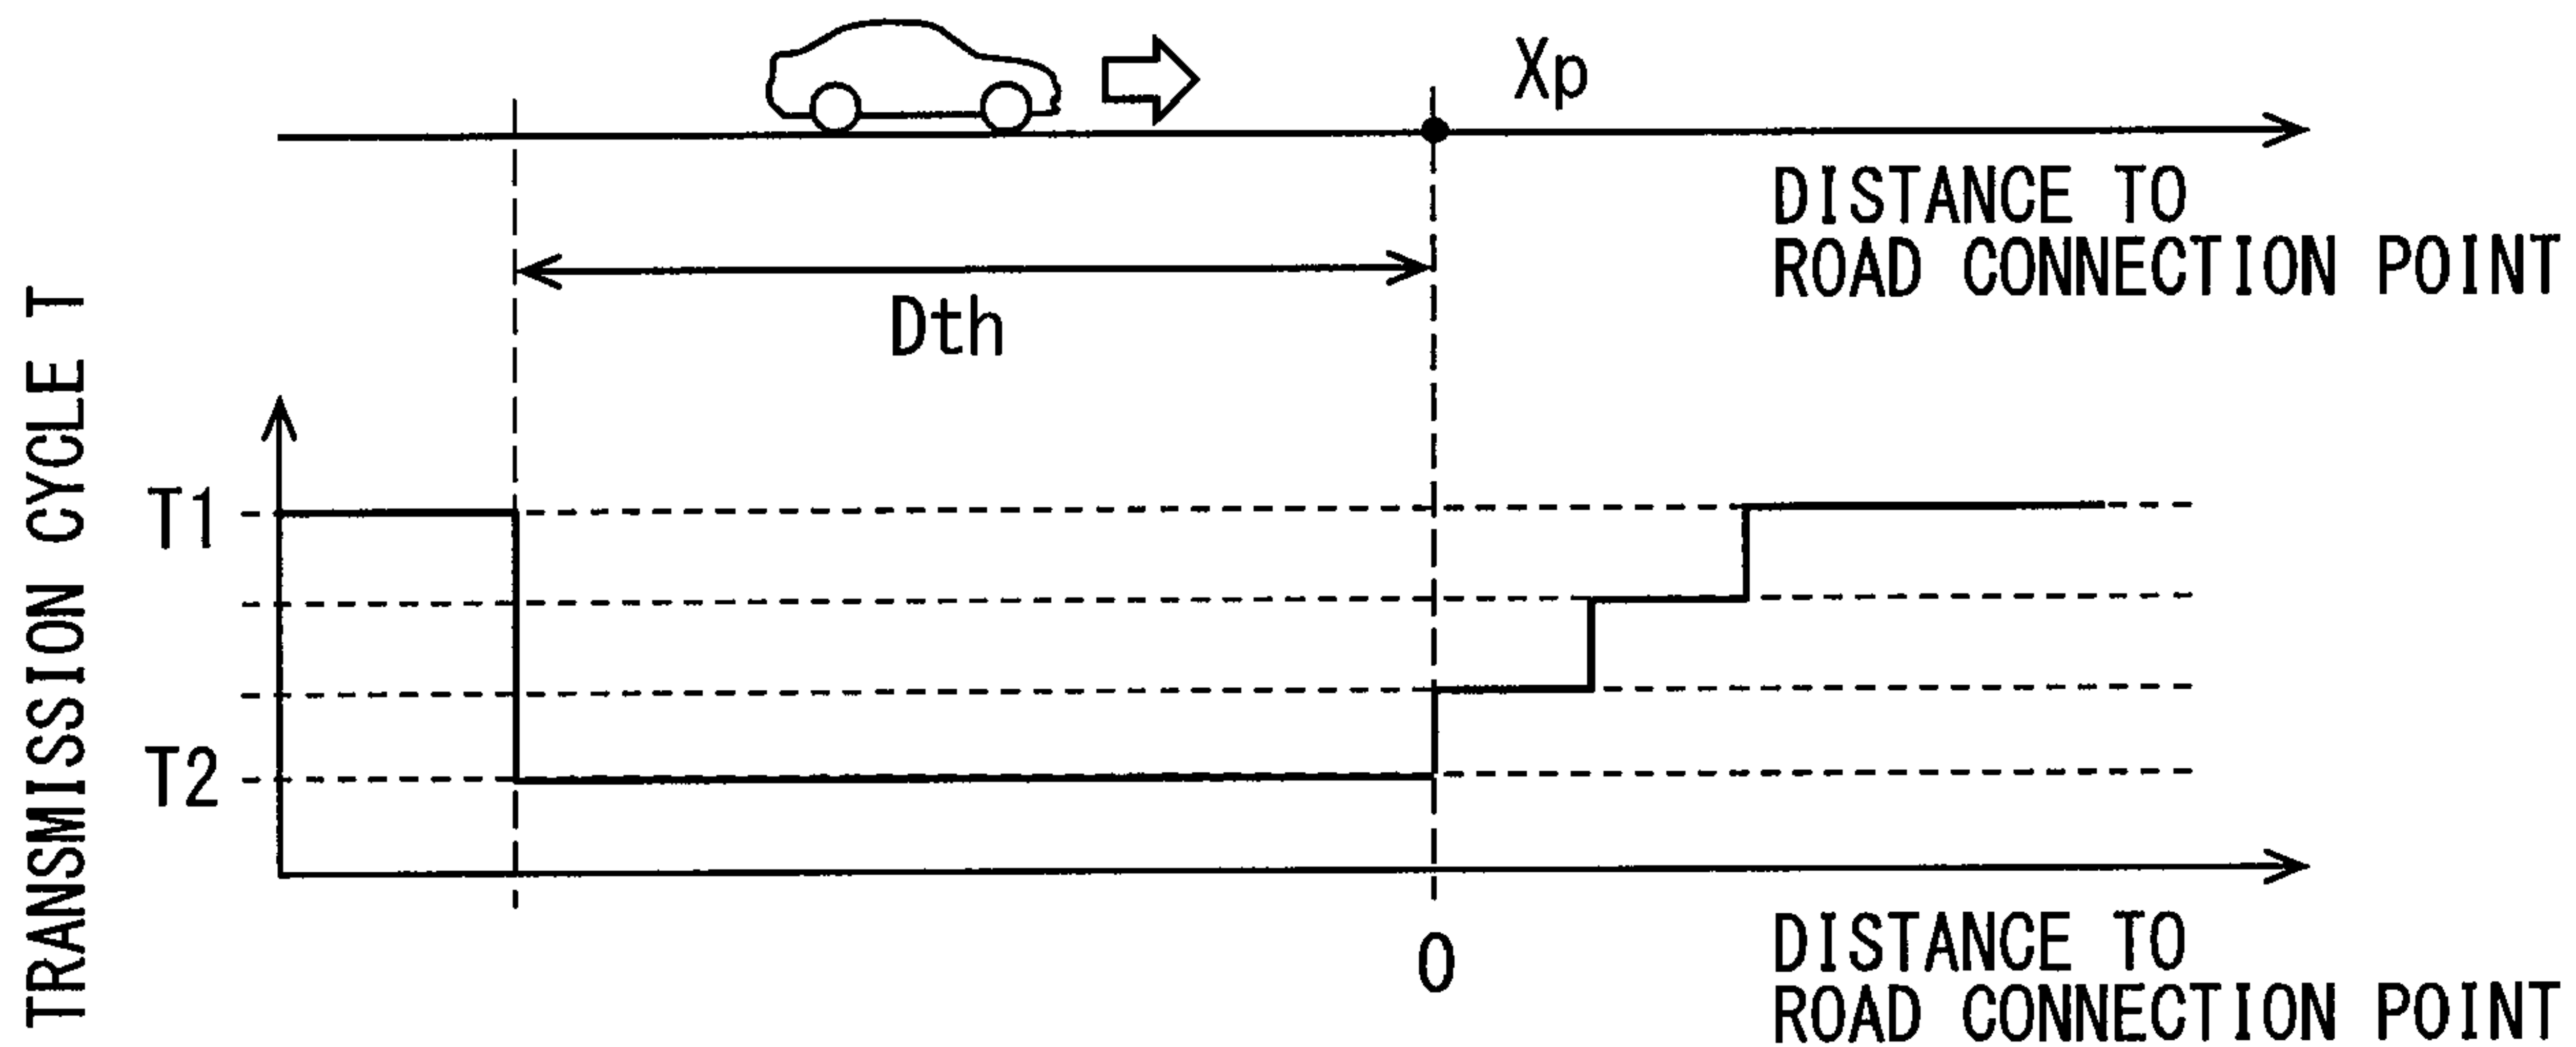 Xp
DISTANCE TO
ROAD CONNECTION POINT
Dth
TRANSMISSION CYCLE T
T1
T2
0
DISTANCE TO
ROAD CONNECTION POINT